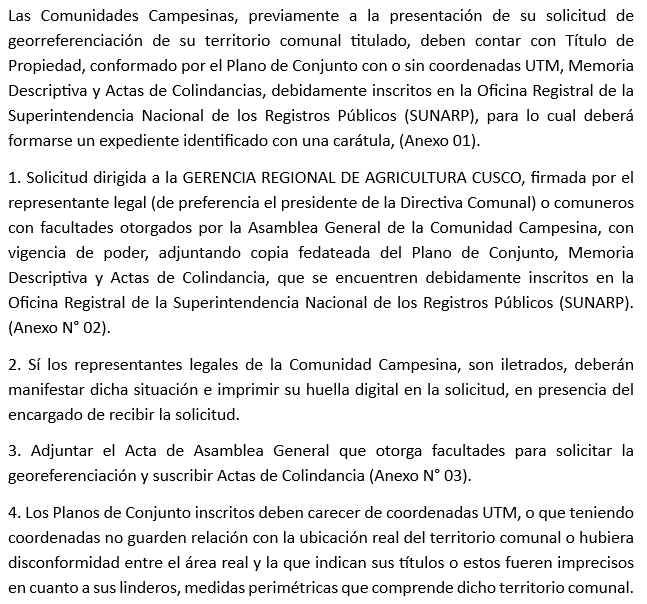 Las Comunidades Campesinas, previamente a la presentación de su solicitud de
georreferenciación de su territorio comunal titulado, deben contar con Título de
Propiedad, conformado por el Plano de Conjunto con o sin coordenadas UTM, Memoria
Descriptiva y Actas de Colindancias, debidamente inscritos en la Oficina Registral de la
Superintendencia Nacional de los Registros Públicos (SUNARP), para lo cual deberá
formarse un expediente identificado con una carátula, (Anexo 01).
1. Solicitud dirigida a la GERENCIA REGIONAL DE AGRICULTURA CUSCO, firmada por el
representante legal (de preferencia el presidente de la Directiva Comunal) o comuneros
con facultades otorgados por la Asamblea General de la Comunidad Campesina, con
vigencia de poder, adjuntando copia fedateada del Plano de Conjunto, Memoria
Descriptiva y Actas de Colindancia, que se encuentren debidamente inscritos en la
Oficina Registral de la Superintendencia Nacional de los Registros Públicos (SUNARP).
(Anexo N° 02).
2. Sí los representantes legales de la Comunidad Campesina, son iletrados, deberán
manifestar dicha situación e imprimir su huella digital en la solicitud, en presencia del
encargado de recibir la solicitud.
3. Adjuntar el Acta de Asamblea General que otorga facultades para solicitar la
georeferenciación y suscribir Actas de Colindancia (Anexo N° 03).
4. Los Planos de Conjunto inscritos deben carecer de coordenadas UTM, o que teniendo
coordenadas no guarden relación con la ubicación real del territorio comunal o hubiera
disconformidad entre el área real y la que indican sus títulos o estos fueren imprecisos
en cuanto a sus linderos, medidas perimétricas que comprende dicho territorio comunal.